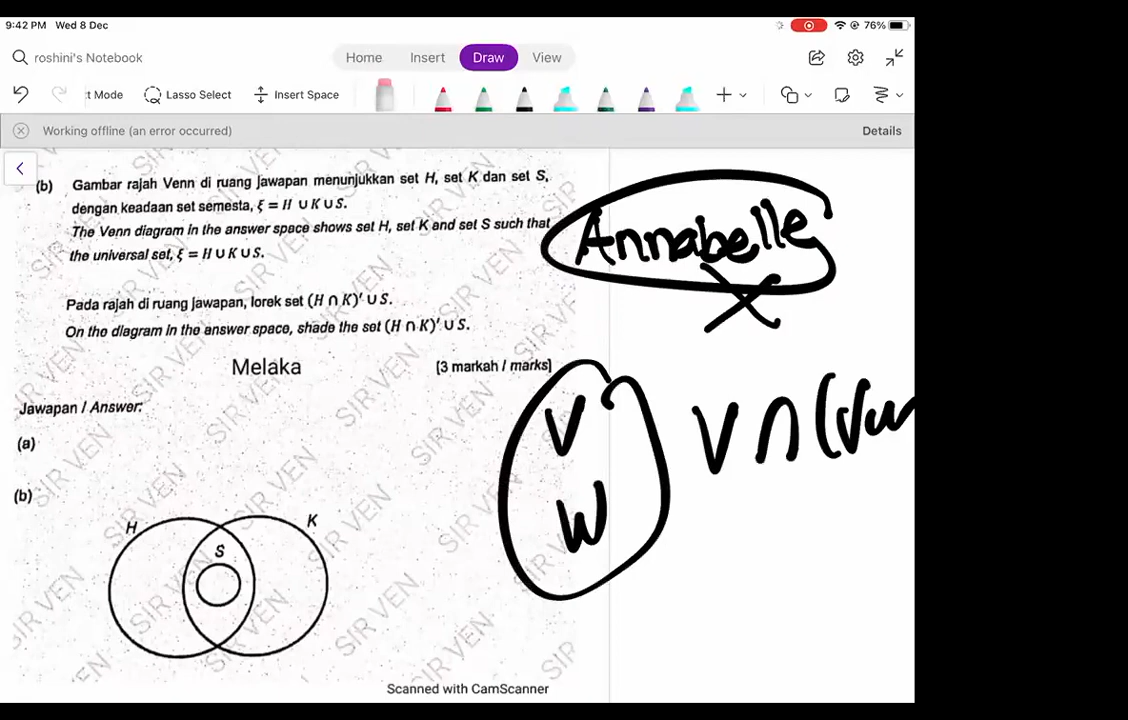 9:42 PM Wed 8 Dec
76%
roshini's Notebook
Home Insert Draw View
t Mode Lasso Select Insert Space
Working offline (an error occurred) Details
(b) Gambar rajah Venn di ruang jawapan menunjukkan set H, set K dan set S,
dengan keadaan set semesta, ξ = H ∪ K ∪ S.
The Venn diagram in the answer space shows set H, set K and set S such that
the universal set, ξ = H ∪ K ∪ S.
Annabelle
Pada rajah di ruang jawapan, lorek set (H ∩ K)' ∪ S.
On the diagram in the answer space, shade the set (H ∩ K)' ∪ S.
Melaka [3 markah / marks]
V
W
V ∩ (V
Jawapan / Answer:
(a)
(b)
H K
S
SIR VEN
Scanned with CamScanner